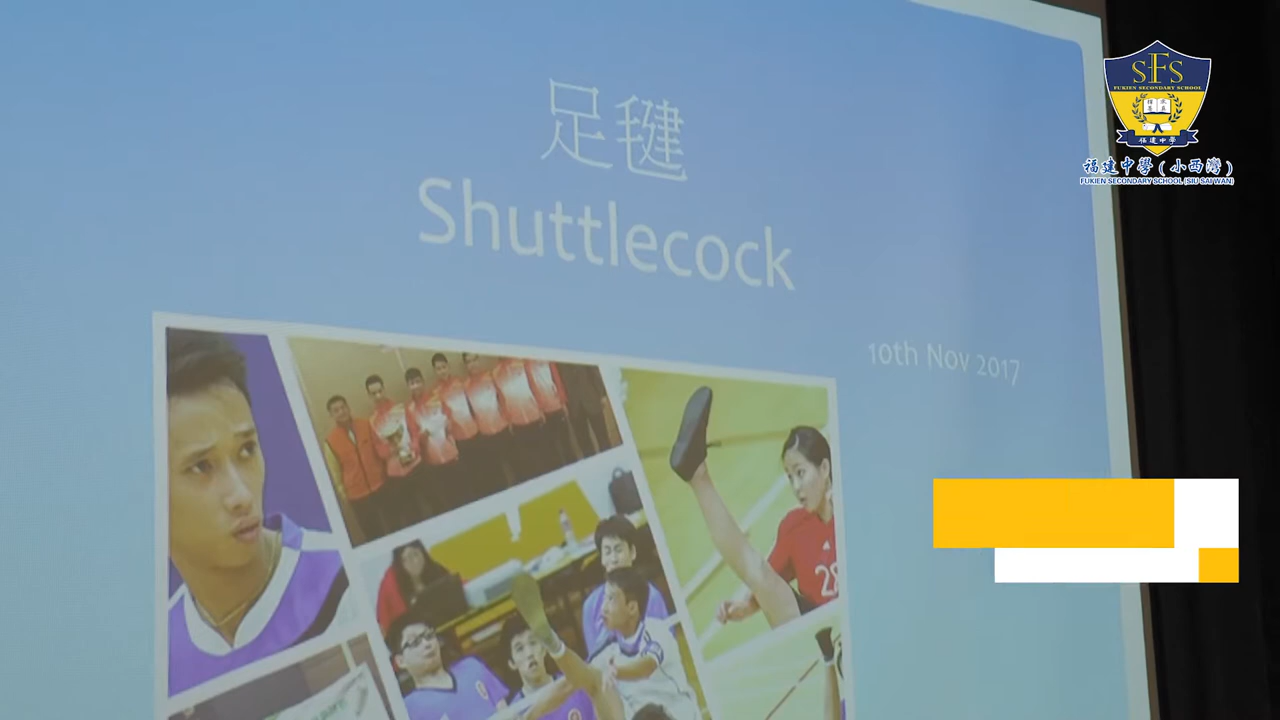 足毽
Shuttlecock
10th Nov 2017
SFS
FUKIEN SECONDARY SCHOOL
福建中學
福建中學(小西灣)
FUKIEN SECONDARY SCHOOL (SIU SAI WAN)
28